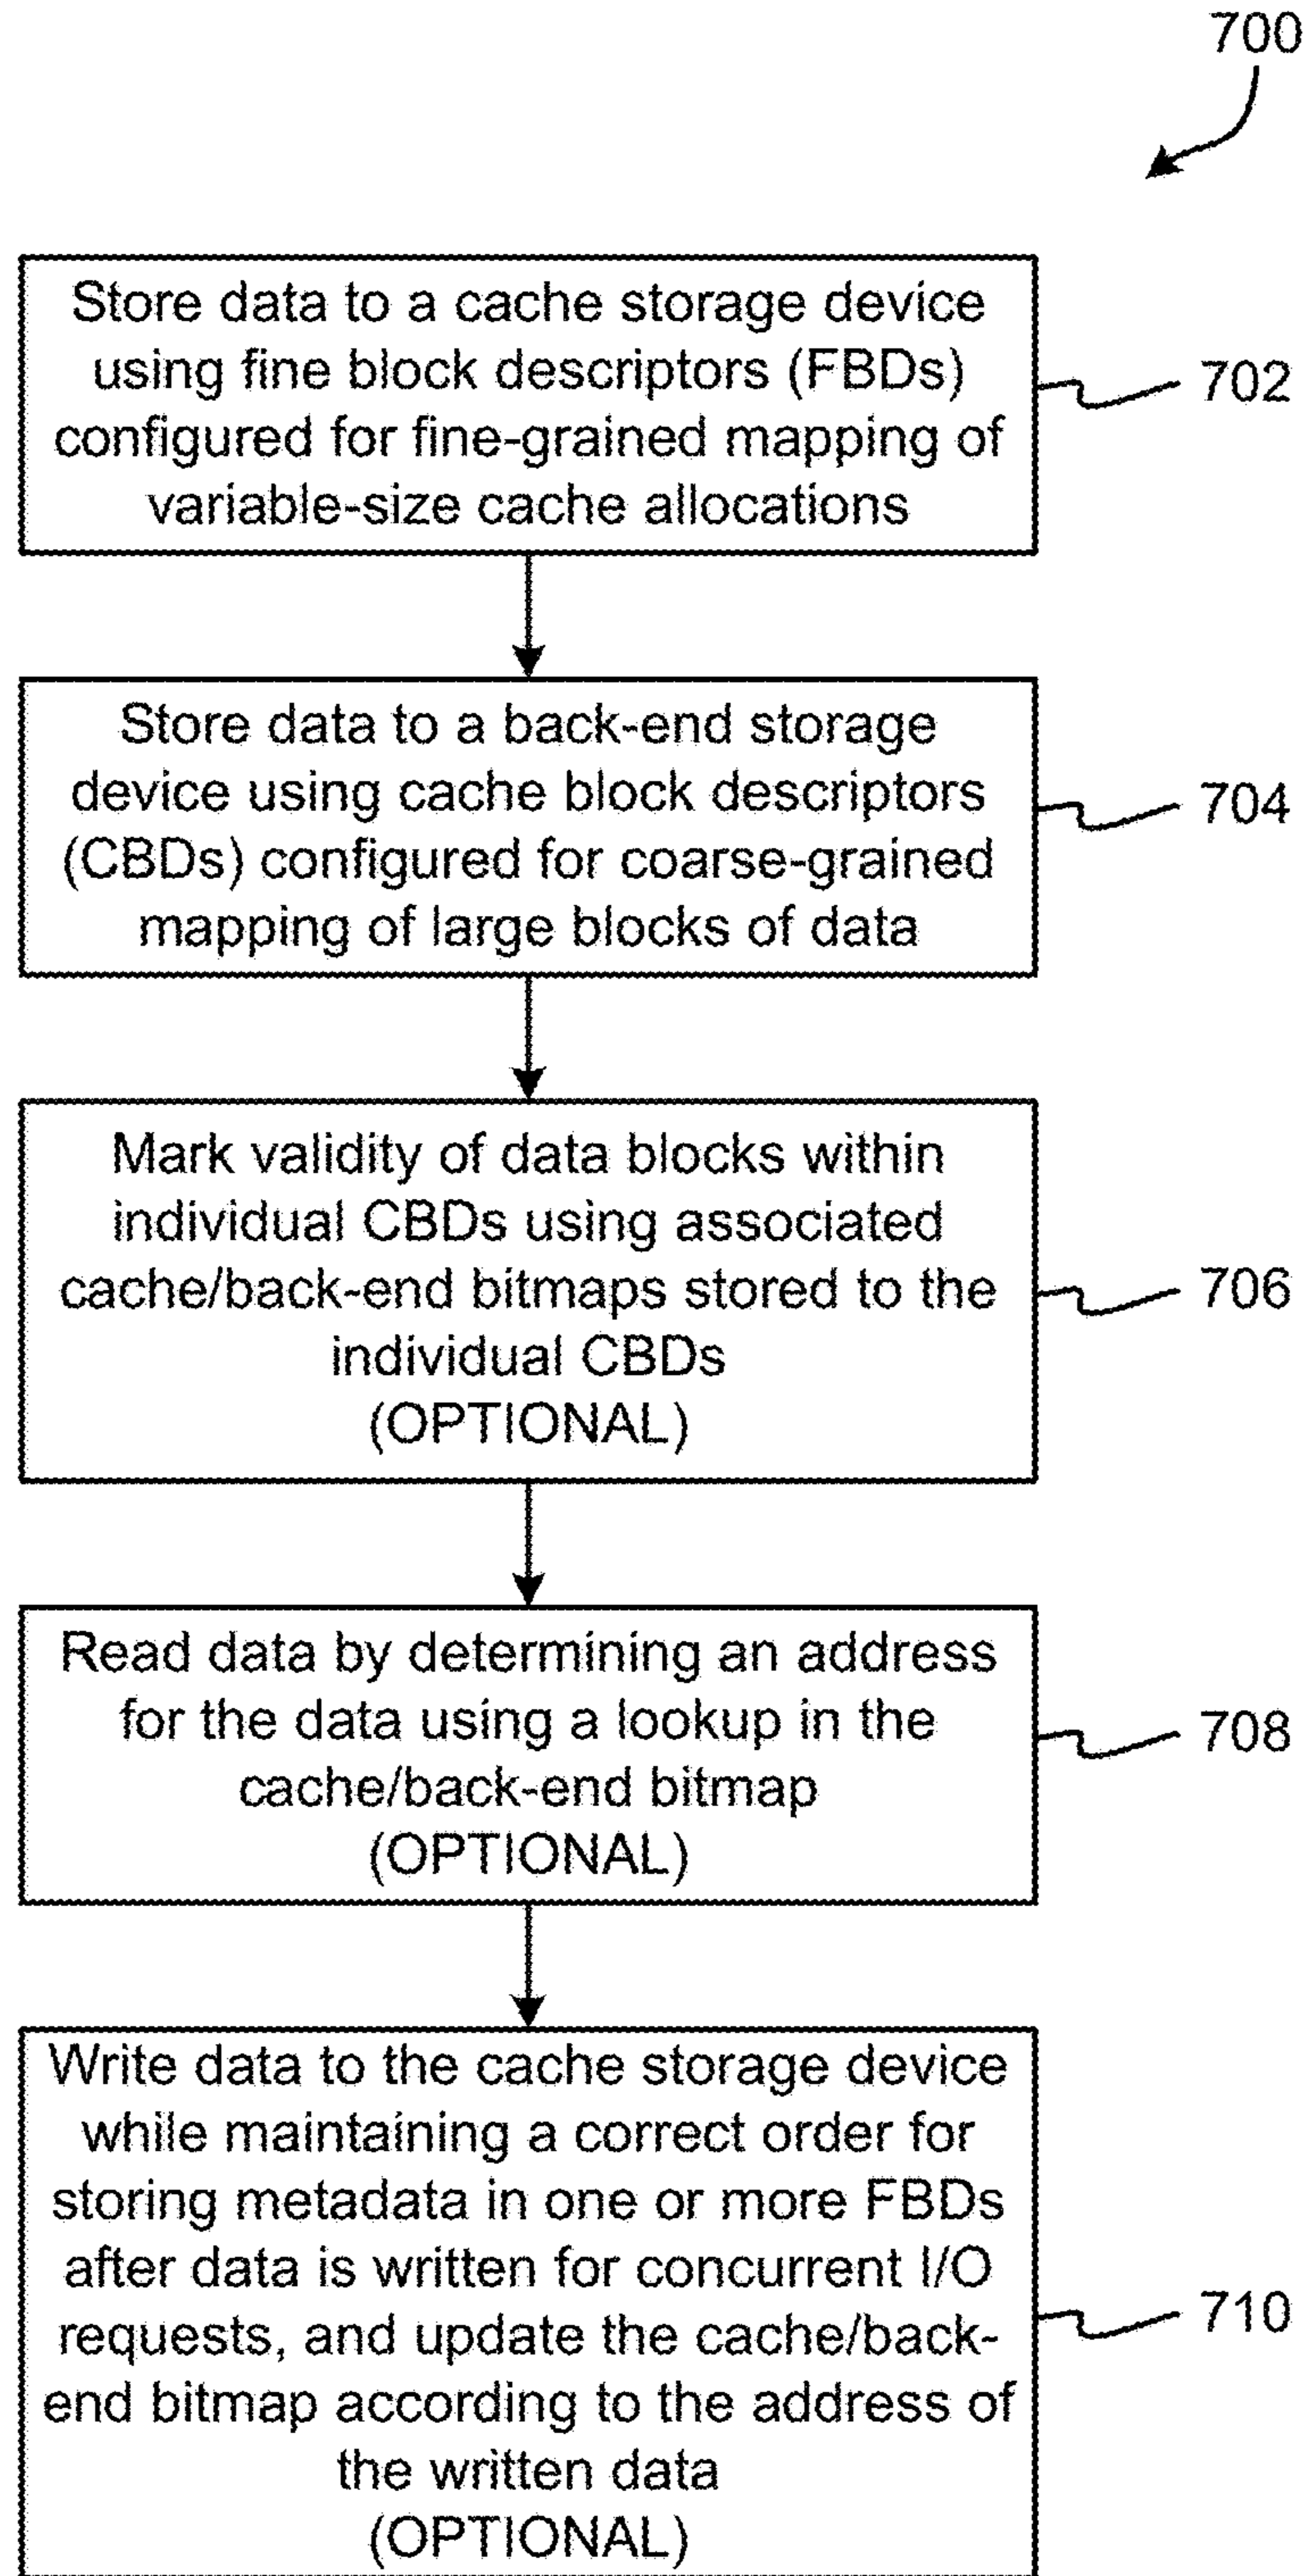 700
Store data to a cache storage device
using fine block descriptors (FBDs)
configured for fine-grained mapping of
variable-size cache allocations
702
Store data to a back-end storage
device using cache block descriptors
(CBDs) configured for coarse-grained
mapping of large blocks of data
704
Mark validity of data blocks within
individual CBDs using associated
cache/back-end bitmaps stored to the
individual CBDs
(OPTIONAL)
706
Read data by determining an address
for the data using a lookup in the
cache/back-end bitmap
(OPTIONAL)
708
Write data to the cache storage device
while maintaining a correct order for
storing metadata in one or more FBDs
after data is written for concurrent I/O
requests, and update the cache/back-
end bitmap according to the address of
the written data
(OPTIONAL)
710